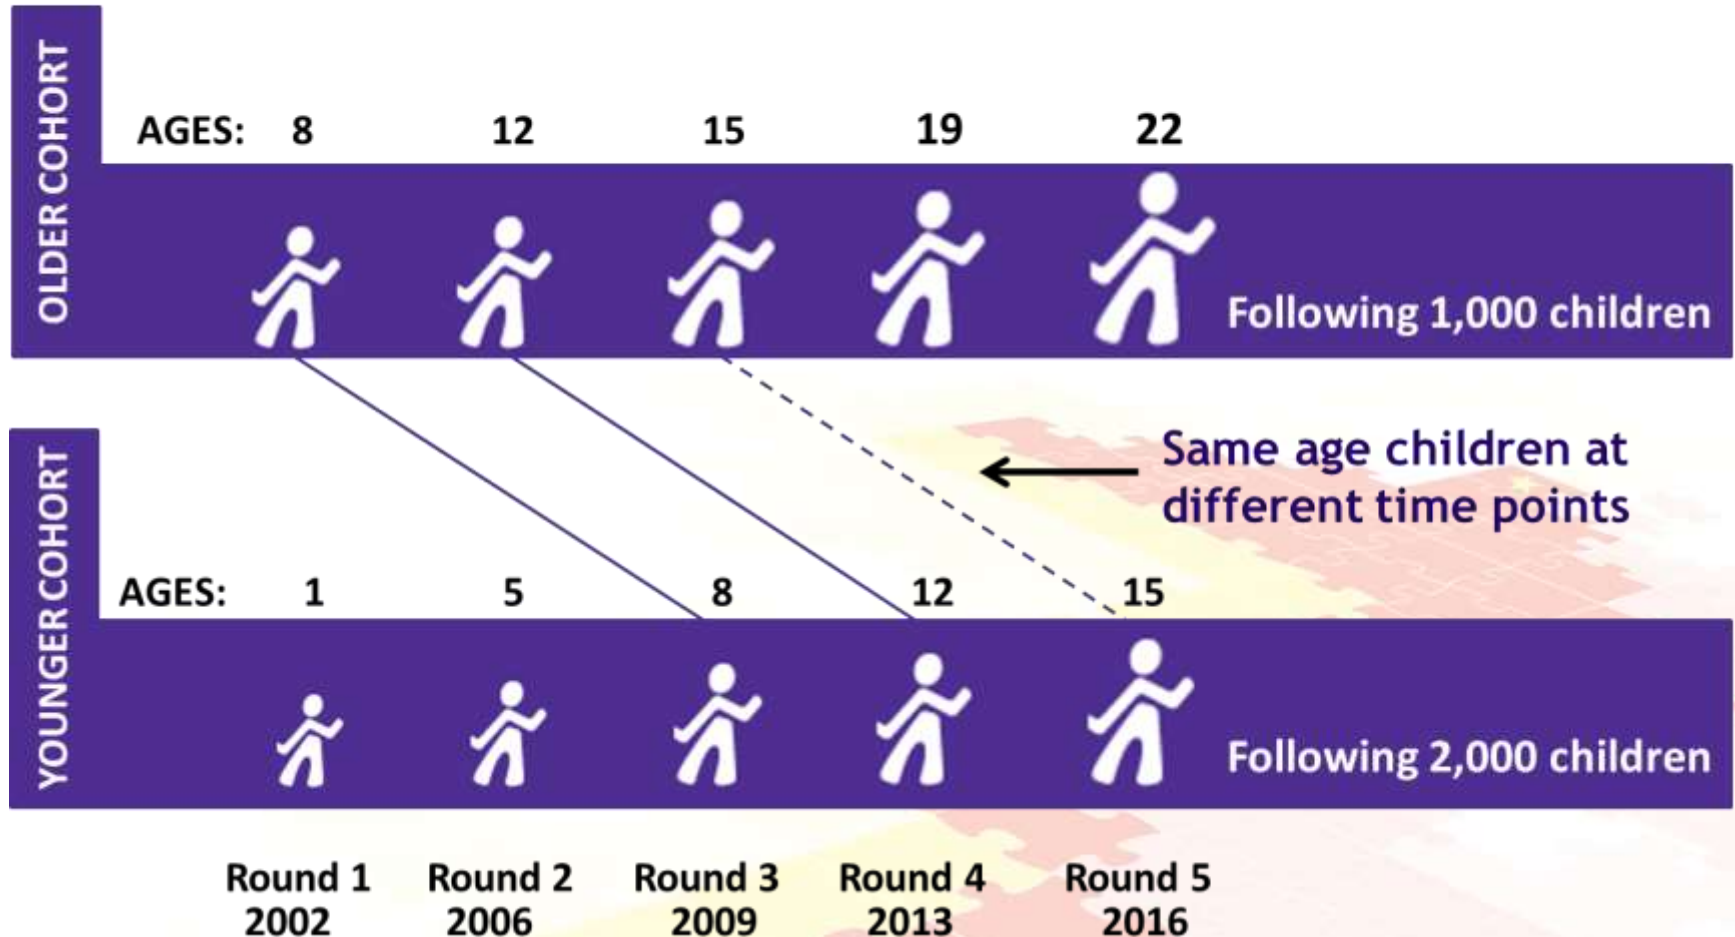 OLDER COHORT
AGES: 8 12 15 19 22
Following 1,000 children
Same age children at
different time points
YOUNGER COHORT
AGES: 1 5 8 12 15
Following 2,000 children
Round 1 Round 2 Round 3 Round 4 Round 5
2002 2006 2009 2013 2016